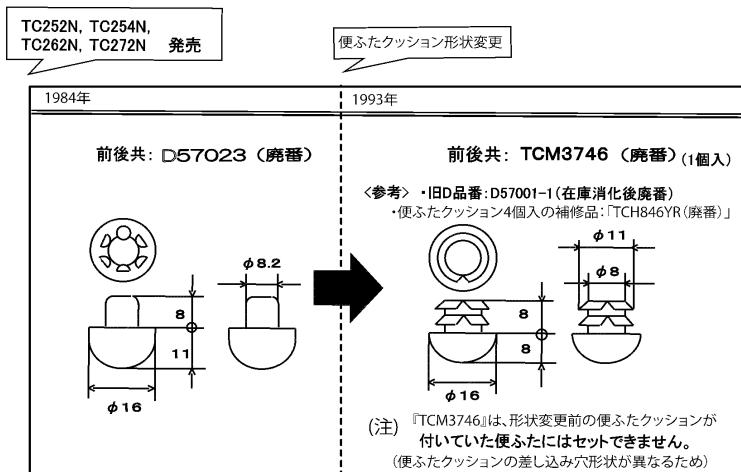 TC252N, TC254N,
TC262N, TC272N 発売
便ふたクッション形状変更
1984年
1993年
前後共: D57023（廃番）
前後共: TCM3746（廃番）(1個入)
<参考> ・旧D品番:D57001-1(在庫消化後廃番)
・便ふたクッション4個入の補修品:「TCH846YR(廃番)」
φ8.2
8
11
φ16
φ11
φ8
8
8
φ16
(注) 『TCM3746』は、形状変更前の便ふたクッションが
付いていた便ふたにはセットできません。
(便ふたクッションの差し込み穴形状が異なるため)